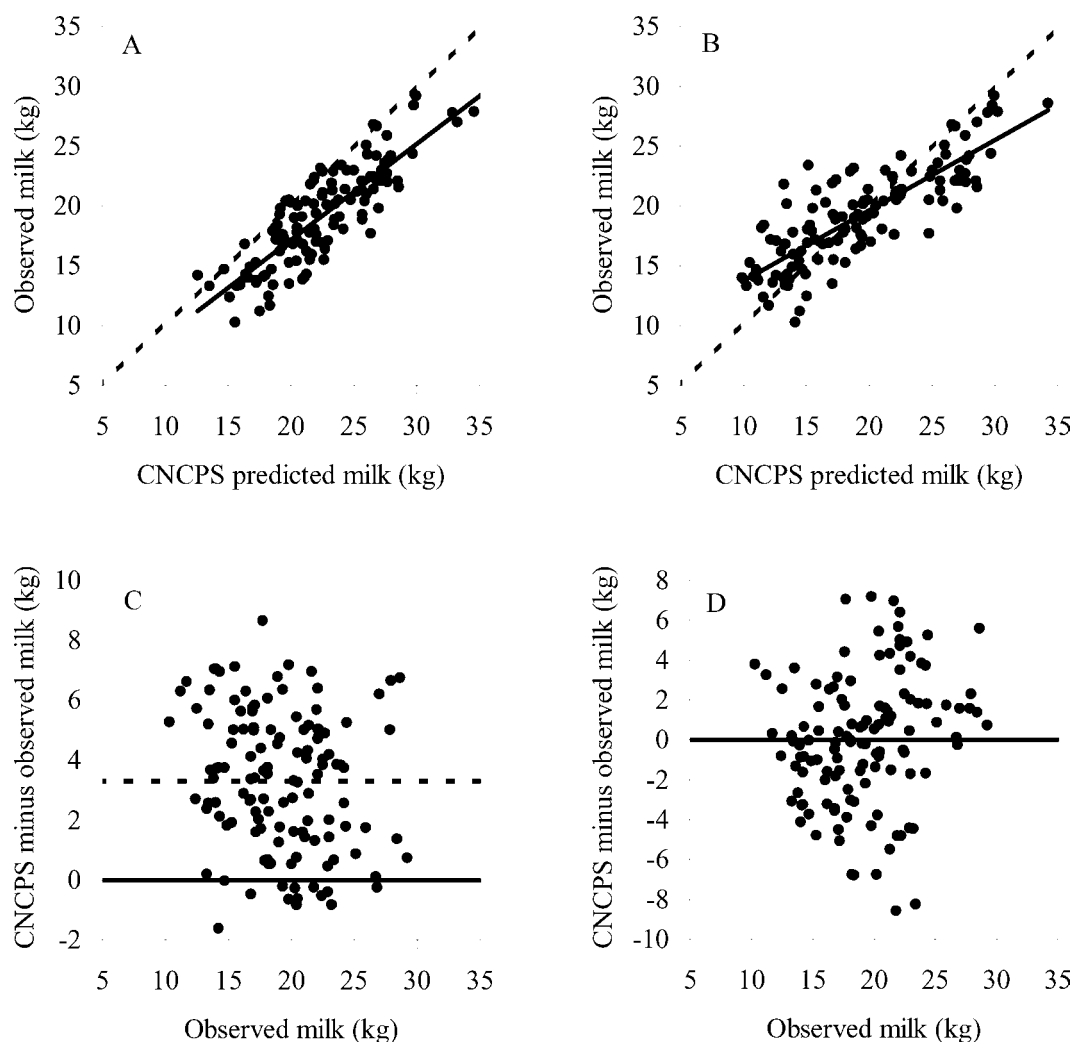 A
Observed milk (kg)
35
30
25
20
15
10
5
5 10 15 20 25 30 35
CNCPS predicted milk (kg)
B
Observed milk (kg)
35
30
25
20
15
10
5
5 10 15 20 25 30 35
CNCPS predicted milk (kg)
C
CNCPS minus observed milk (kg)
10
8
6
4
2
0
-2
5 10 15 20 25 30 35
Observed milk (kg)
D
CNCPS minus observed milk (kg)
8
6
4
2
0
-2
-4
-6
-8
-10
5 10 15 20 25 30 35
Observed milk (kg)